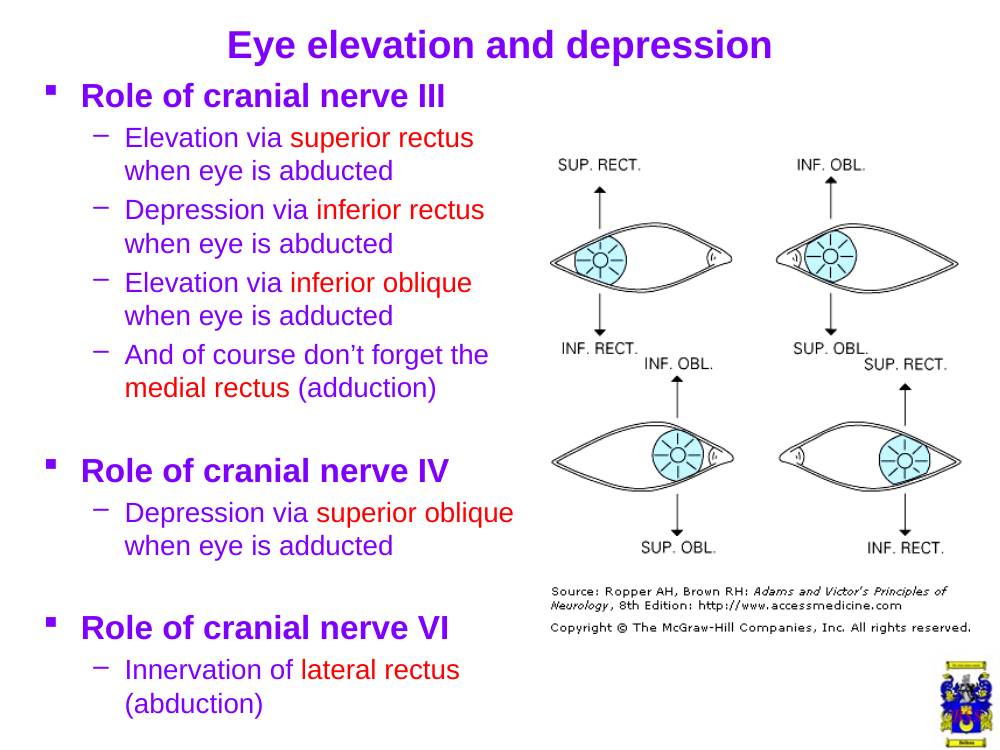 Eye elevation and depression
▪ Role of cranial nerve III
– Elevation via superior rectus
when eye is abducted
– Depression via inferior rectus
when eye is abducted
– Elevation via inferior oblique
when eye is adducted
– And of course don’t forget the
medial rectus (adduction)
▪ Role of cranial nerve IV
– Depression via superior oblique
when eye is adducted
▪ Role of cranial nerve VI
– Innervation of lateral rectus
(abduction)
SUP. RECT.
INF. OBL.
INF. RECT.
SUP. OBL.
INF. OBL.
SUP. RECT.
SUP. OBL.
INF. RECT.
Source: Ropper AH, Brown RH: Adams and Victor's Principles of
Neurology, 8th Edition: http://www.accessmedicine.com
Copyright © The McGraw-Hill Companies, Inc. All rights reserved.